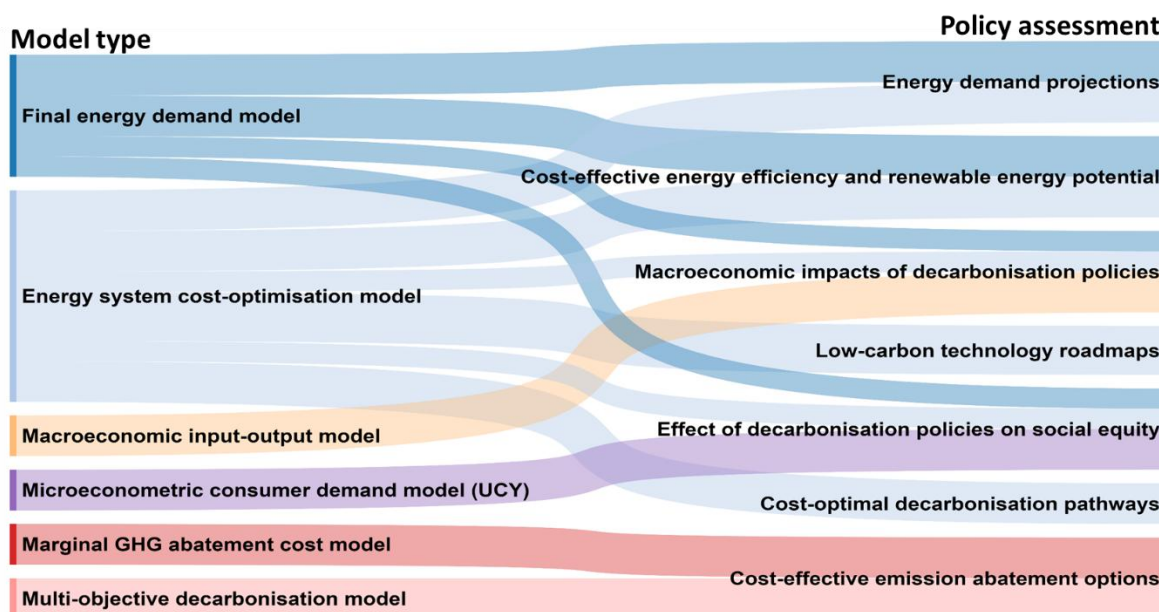 Model type
Final energy demand model
Energy system cost-optimisation model
Macroeconomic input-output model
Microeconometric consumer demand model (UCY)
Marginal GHG abatement cost model
Multi-objective decarbonisation model
Policy assessment
Energy demand projections
Cost-effective energy efficiency and renewable energy potential
Macroeconomic impacts of decarbonisation policies
Low-carbon technology roadmaps
Effect of decarbonisation policies on social equity
Cost-optimal decarbonisation pathways
Cost-effective emission abatement options